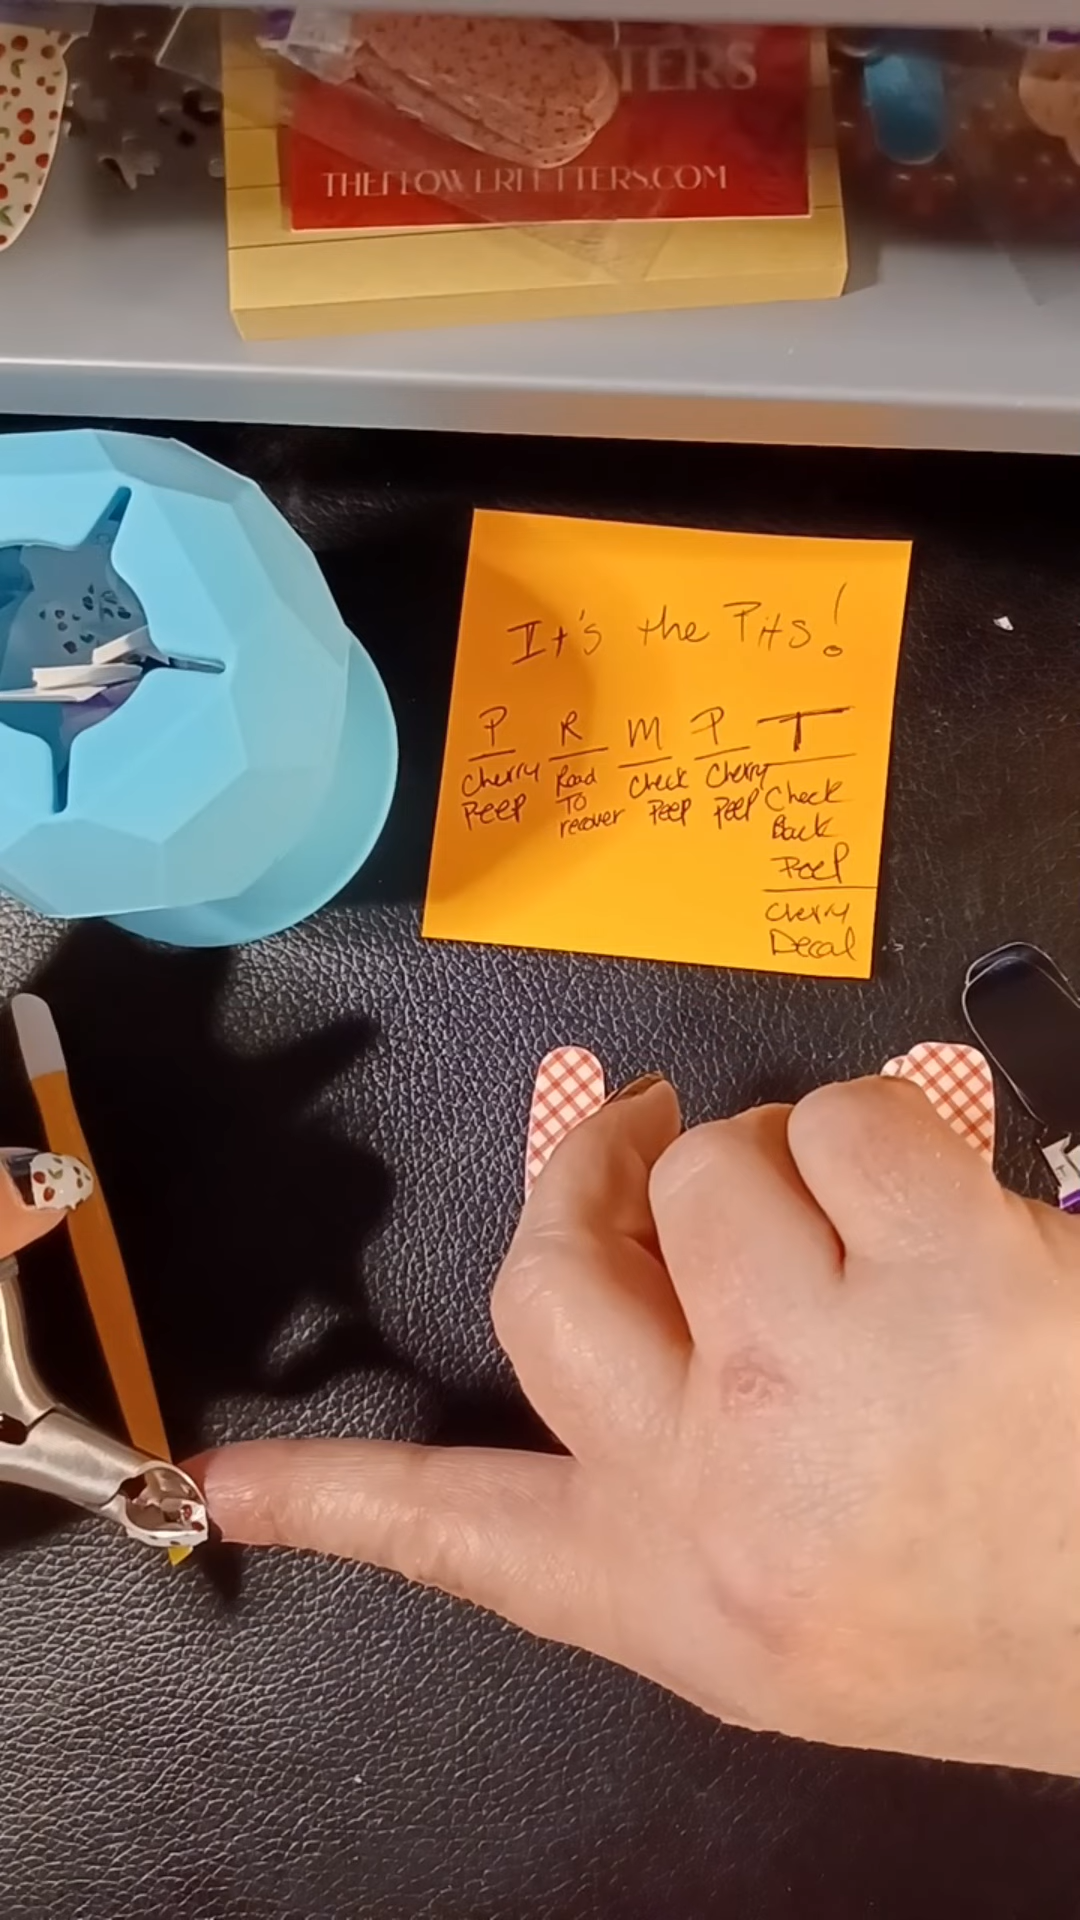 TERS
THEFLOWERLETTERS.COM
It's the Pits!
P R M P T
Cherry Peep
Road To recover
Check Peep
Cherry Peel
Check Back Peel
Cherry Decal